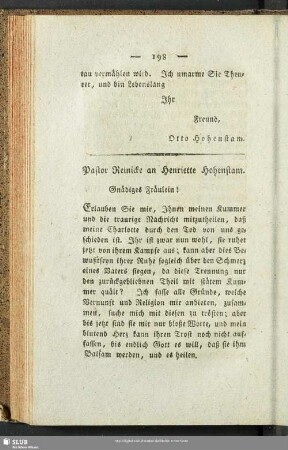 — 198 —
tau vermählen wird. Ich umarme Sie Theu-
rer, und bin Lebenslang
Ihr
Freund,
Otto Hohenstam.
Pastor Reinicke an Henriette Hohenstam.
Gnädiges Fräulein!
Erlauben Sie mir, Ihnen meinen Kummer
und die traurige Nachricht mitzutheilen, daß
meine Charlotte durch den Tod von uns ge-
schieden ist. Ihr ist zwar nun wohl, sie ruhet
jetzt von ihrem Kampfe aus; kann aber dies Be-
wußtseyn ihrer Ruhe sogleich über den Schmerz
eines Vaters siegen, da diese Trennung nur
den zurückgebliebnen Theil mit stätem Kum-
mer quält? Ich fasse alle Gründe, welche
Vernunft und Religion mir anbieten, zusam-
men, suche mich mit diesen zu trösten; aber
bis jetzt sind sie mir nur bloße Worte, und mein
blutend Herz kann ihren Trost noch nicht auf-
fassen, bis endlich Gott es will, daß sie ihm
Balsam werden, und es heilen.
SLUB